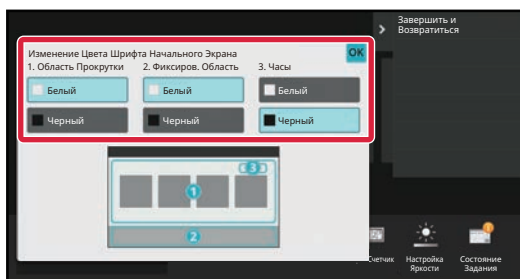 Завершить и
Возвратиться
Изменение Цвета Шрифта Начального Экрана
OK
1. Область Прокрутки
2. Фиксиров. Область
3. Часы
Белый
Белый
Белый
Черный
Черный
Черный
3
1
2
Счетчик
Настройка
Яркости
Состояние
Задания